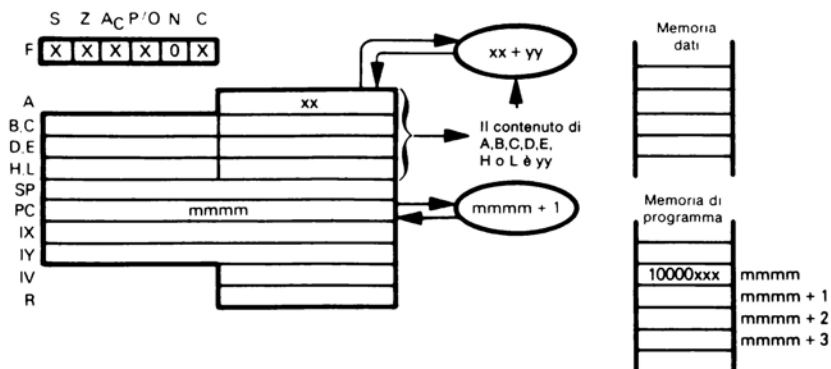 S Z AC P/O N C
F X X X X 0 X
A xx
B.C
D,E
H.L
SP
PC mmmm
IX
IY
IV
R
xx + yy
Il contenuto di
A,B,C,D,E,
H o L è yy
mmmm + 1
Memoria
dati
Memoria di
programma
10000xxx mmmm
mmmm + 1
mmmm + 2
mmmm + 3